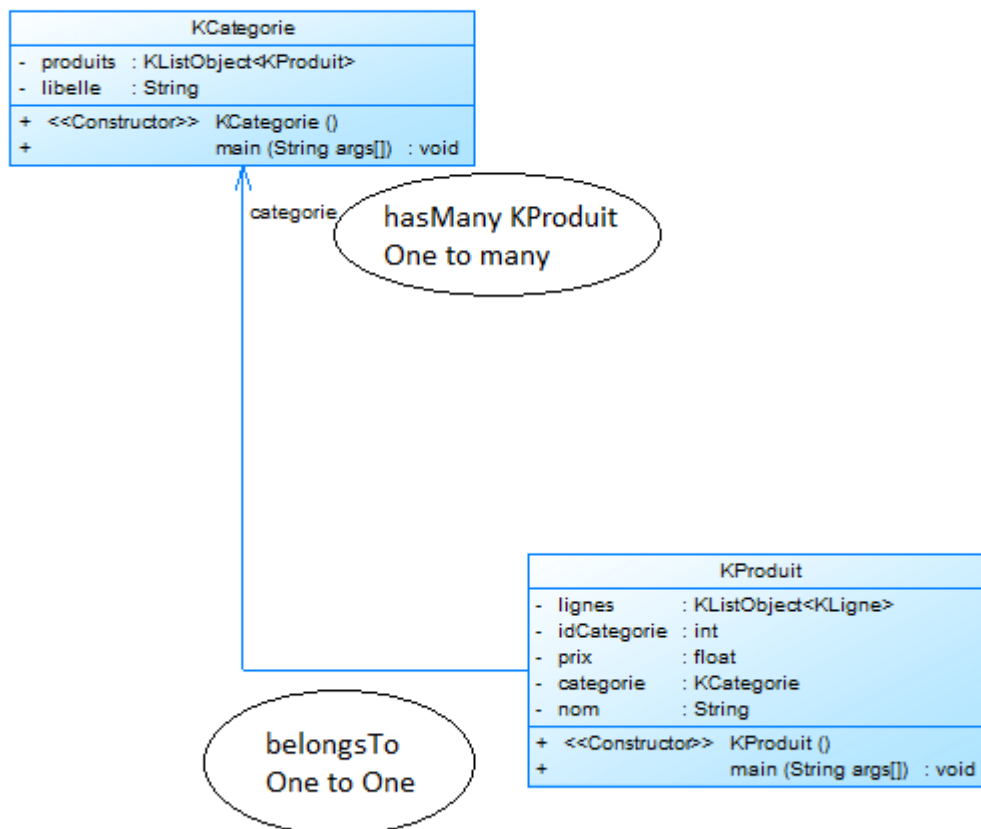 KCategorie
- produits : KListObject<KProduit>
- libelle : String
+ <<Constructor>> KCategorie ()
+ main (String args[]) : void
categorie
hasMany KProduit
One to many
KProduit
- lignes : KListObject<KLigne>
- idCategorie : int
- prix : float
- categorie : KCategorie
- nom : String
+ <<Constructor>> KProduit ()
+ main (String args[]) : void
belongsTo
One to One